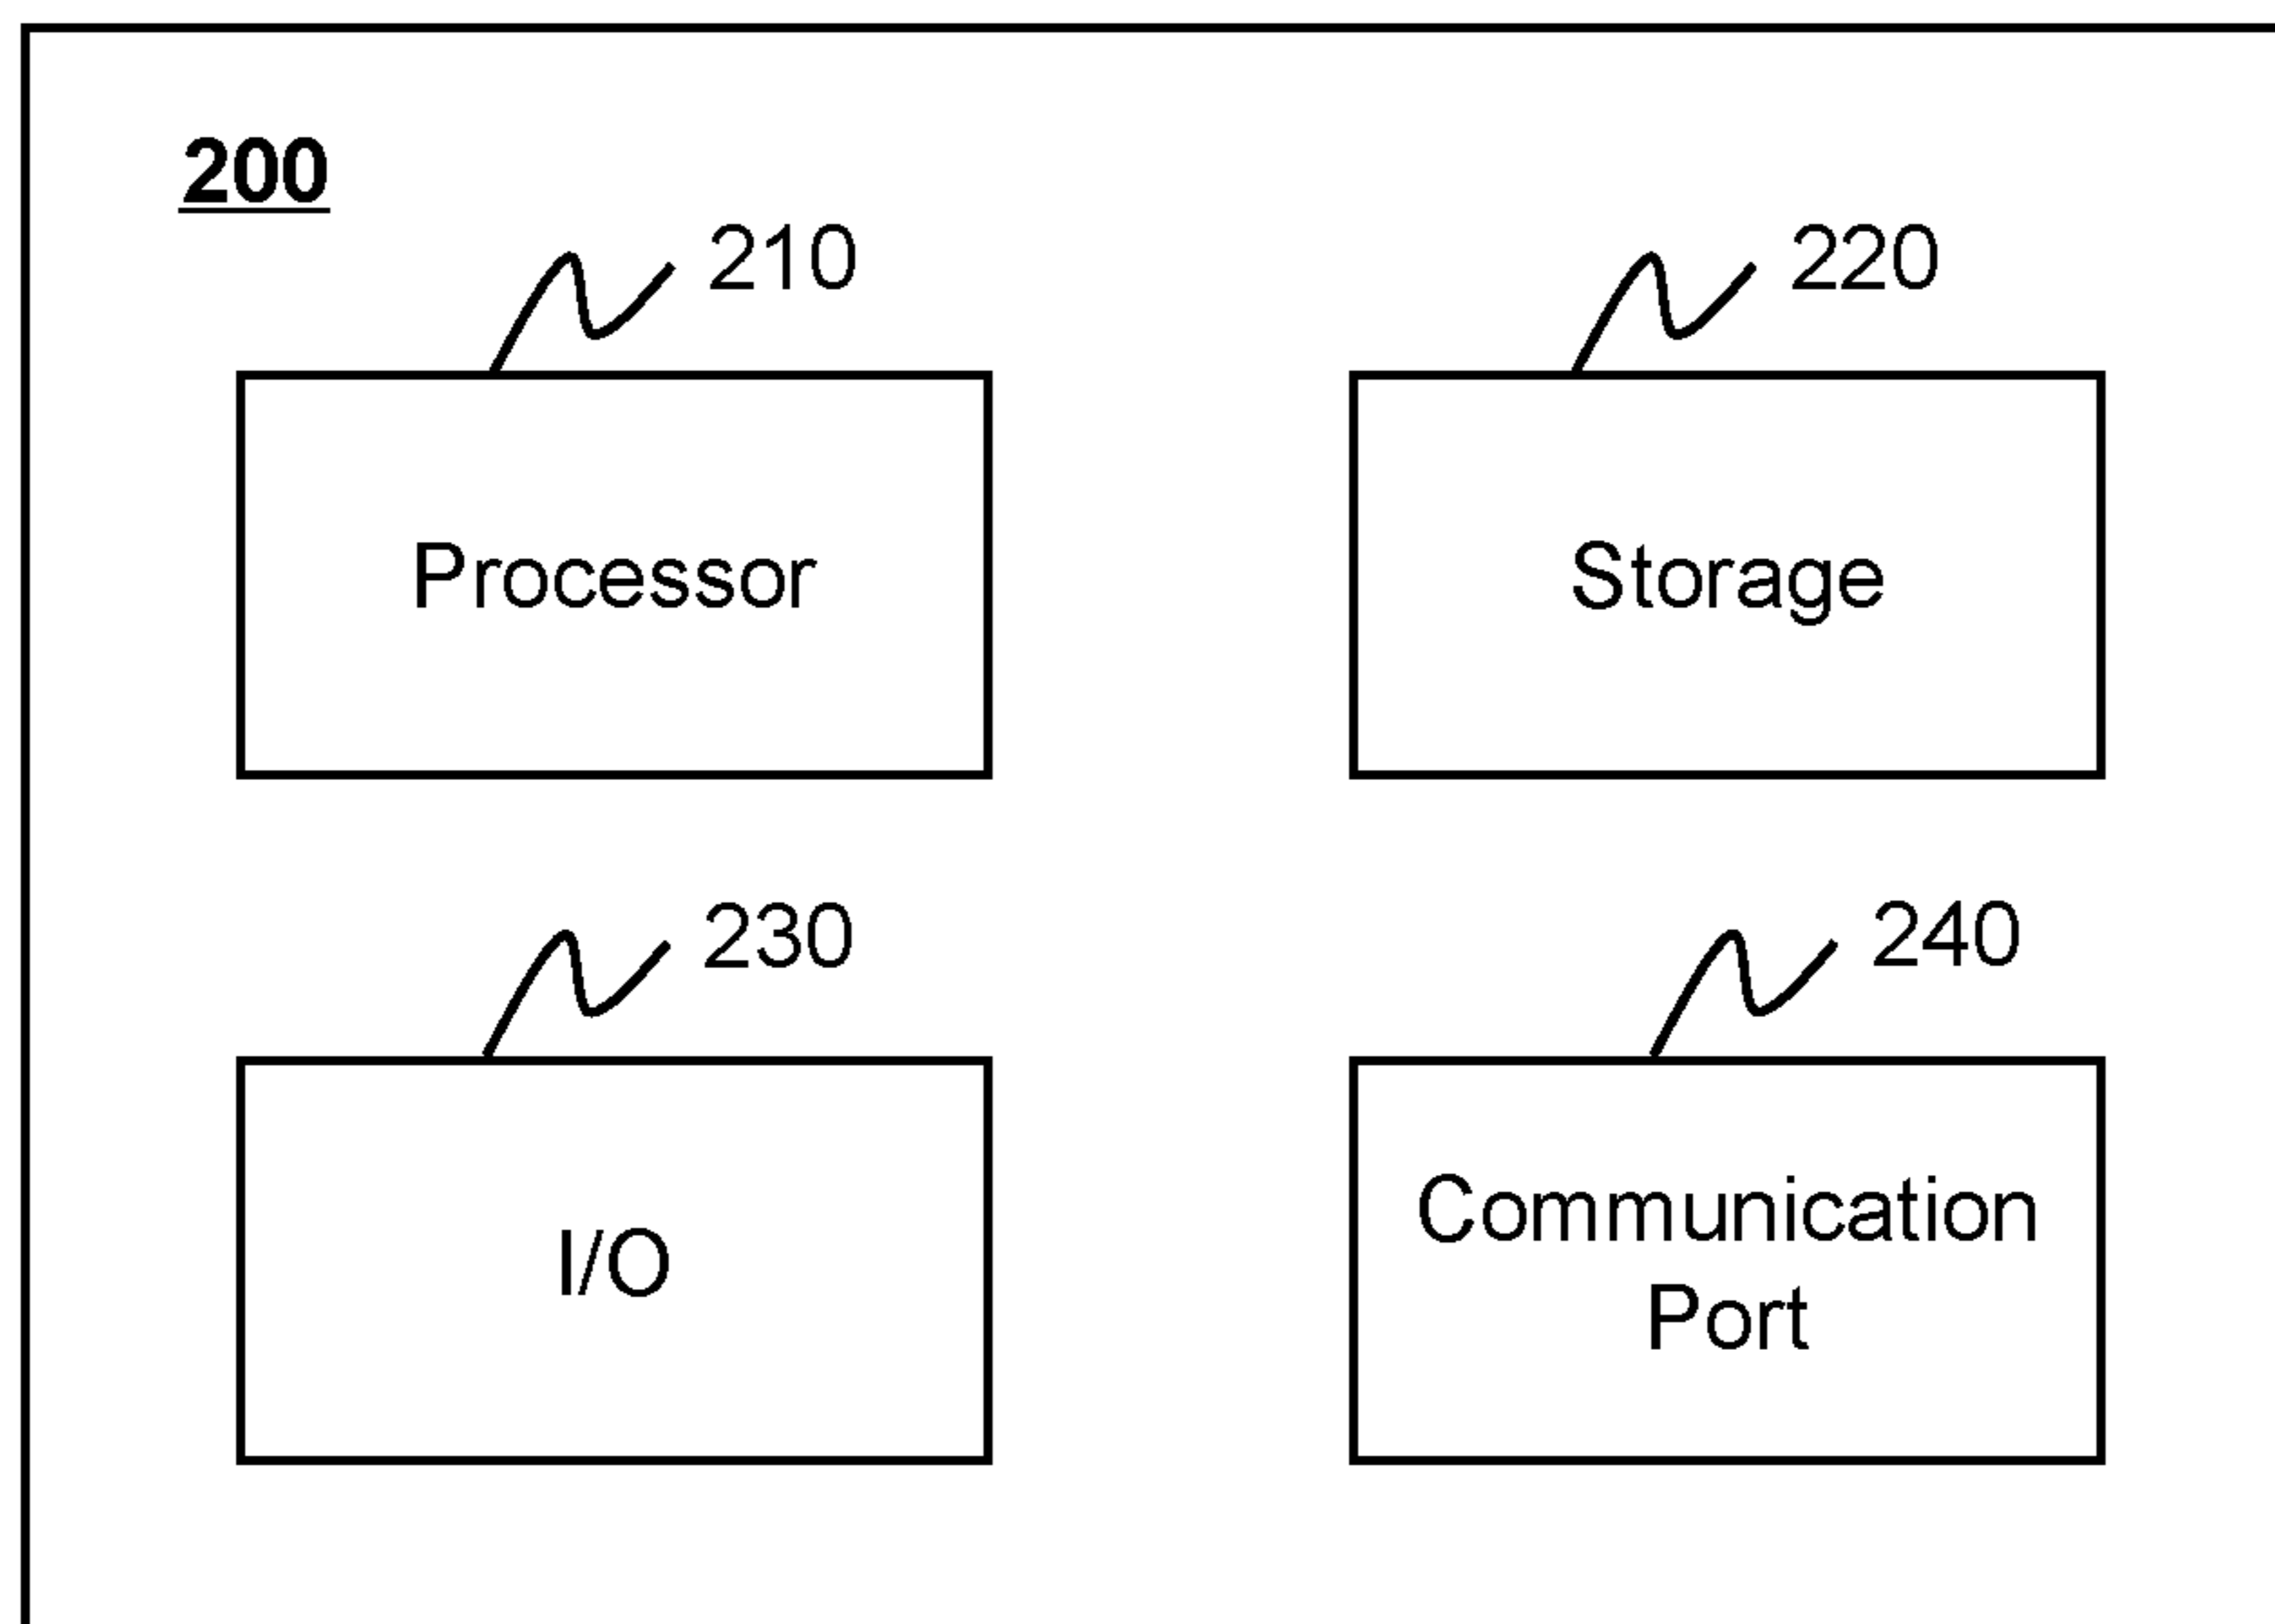 200
210
220
Processor
Storage
230
240
I/O
Communication
Port